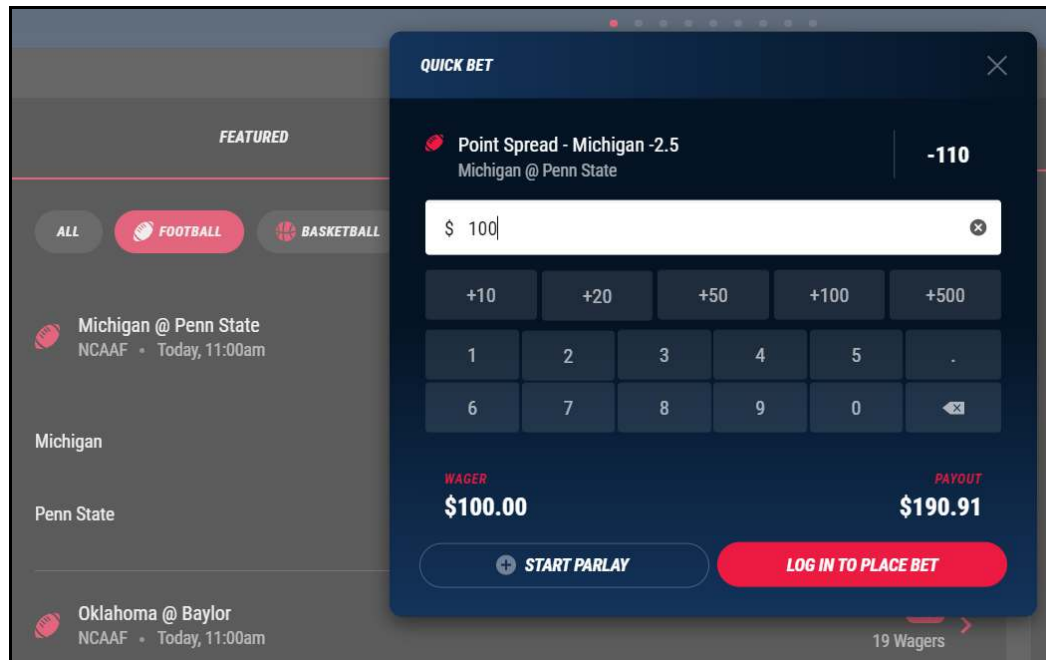 FEATURED
ALL
FOOTBALL
BASKETBALL
Michigan @ Penn State
NCAAF • Today, 11:00am
Michigan
Penn State
Oklahoma @ Baylor
NCAAF • Today, 11:00am
19 Wagers
QUICK BET
Point Spread - Michigan -2.5
Michigan @ Penn State
-110
$ 100
+10 +20 +50 +100 +500
1 2 3 4 5 .
6 7 8 9 0
WAGER PAYOUT
$100.00 $190.91
START PARLAY
LOG IN TO PLACE BET